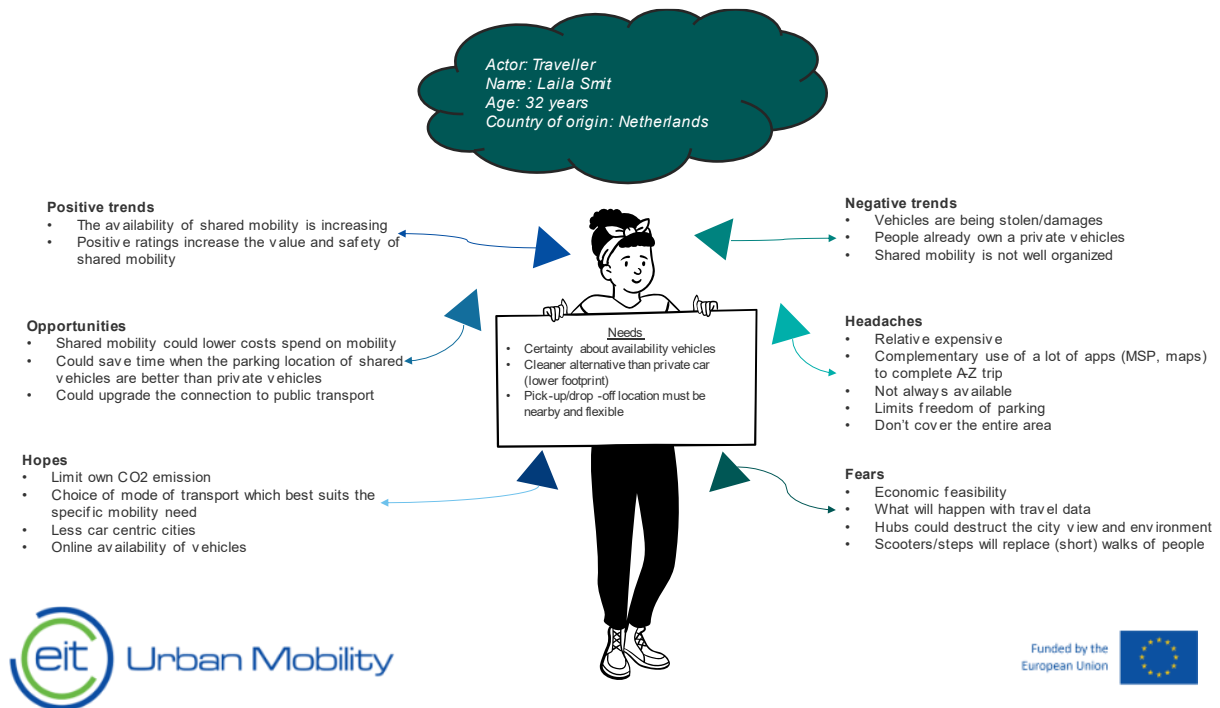 Actor: Traveller
Name: Laila Smit
Age: 32 years
Country of origin: Netherlands
Positive trends
• The availability of shared mobility is increasing
• Positive ratings increase the value and safety of
shared mobility
Opportunities
• Shared mobility could lower costs spend on mobility
• Could save time when the parking location of shared
vehicles are better than private vehicles
• Could upgrade the connection to public transport
Hopes
• Limit own CO2 emission
• Choice of mode of transport which best suits the
specific mobility need
• Less car centric cities
• Online availability of vehicles
Needs
• Certainty about availability vehicles
• Cleaner alternative than private car
(lower footprint)
• Pick-up/drop -off location must be
nearby and flexible
Negative trends
• Vehicles are being stolen/damages
• People already own a private vehicles
• Shared mobility is not well organized
Headaches
• Relative expensive
• Complementary use of a lot of apps (MSP, maps)
to complete A-Z trip
• Not always available
• Limits freedom of parking
• Don't cover the entire area
Fears
• Economic feasibility
• What will happen with travel data
• Hubs could destruct the city view and environment
• Scooters/steps will replace (short) walks of people
eit Urban Mobility
Funded by the
European Union